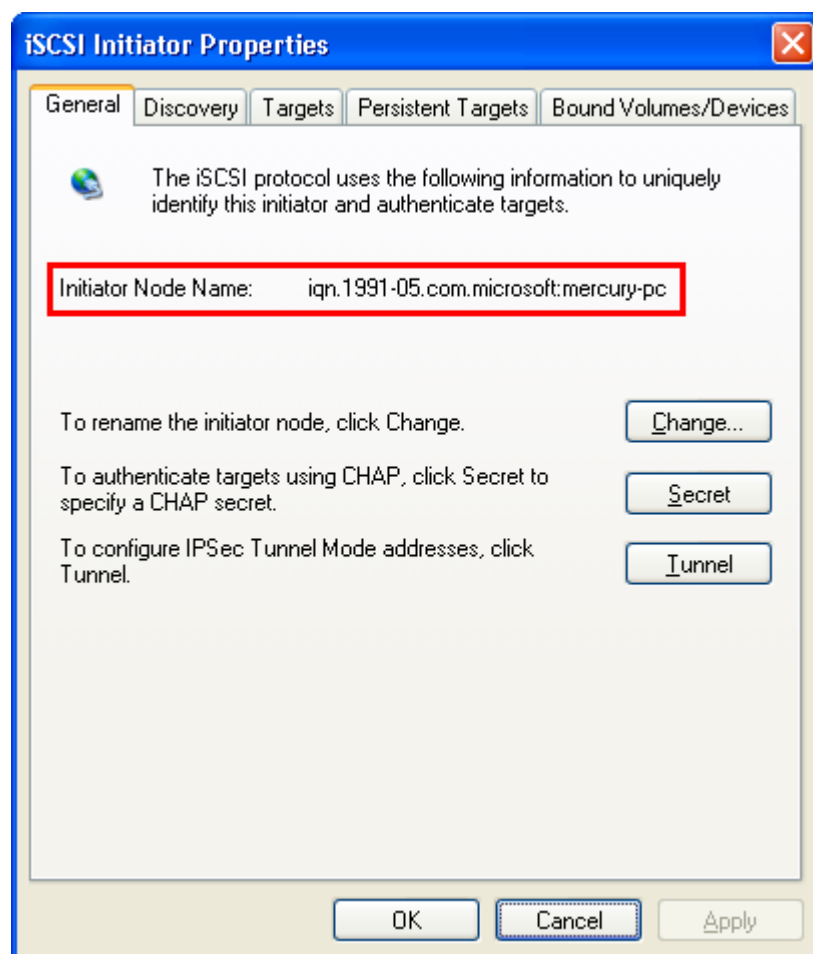 iSCSI Initiator Properties
General Discovery Targets Persistent Targets Bound Volumes/Devices
The iSCSI protocol uses the following information to uniquely
identify this initiator and authenticate targets.
Initiator Node Name: iqn.1991-05.com.microsoft:mercury-pc
To rename the initiator node, click Change.
Change...
To authenticate targets using CHAP, click Secret to
specify a CHAP secret.
Secret
To configure IPSec Tunnel Mode addresses, click
Tunnel.
Tunnel
OK Cancel Apply